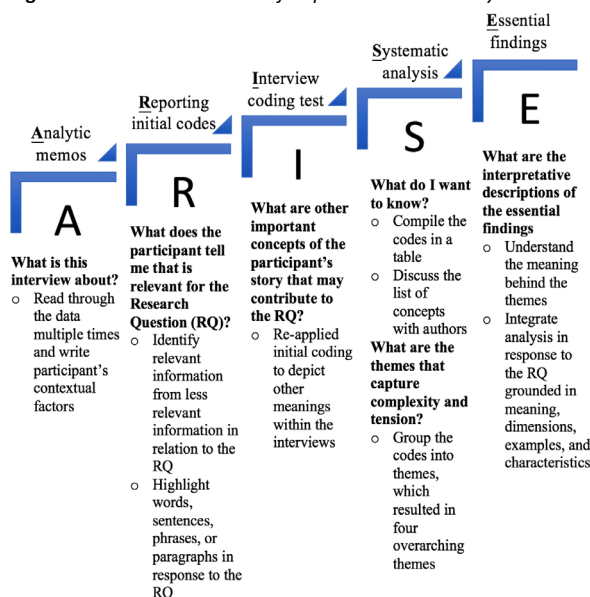 Analytic
memos
A
What is this
interview about?
o Read through
the data
multiple times
and write
participant's
contextual
factors
Reporting
initial codes
R
What does the
participant tell
me that is
relevant for the
Research
Question (RQ)?
o Identify
relevant
information
from less
relevant
information in
relation to the
RQ
o Highlight
words,
sentences,
phrases, or
paragraphs in
response to the
RQ
Interview
coding test
I
What are other
important
concepts of the
participant's
story that may
contribute to
the RQ?
o Re-applied
initial coding
to depict
other
meanings
within the
interviews
Systematic
analysis
S
What do I want
to know?
o Compile the
codes in a
table
o Discuss the
list of
concepts
with authors
What are the
themes that
capture
complexity and
tension?
o Group the
codes into
themes,
which
resulted in
four
overarching
themes
Essential
findings
E
What are the
interpretative
descriptions of
the essential
findings
o Understand
the meaning
behind the
themes
o Integrate
analysis in
response to
the RQ
grounded in
meaning,
dimensions,
examples, and
characteristics